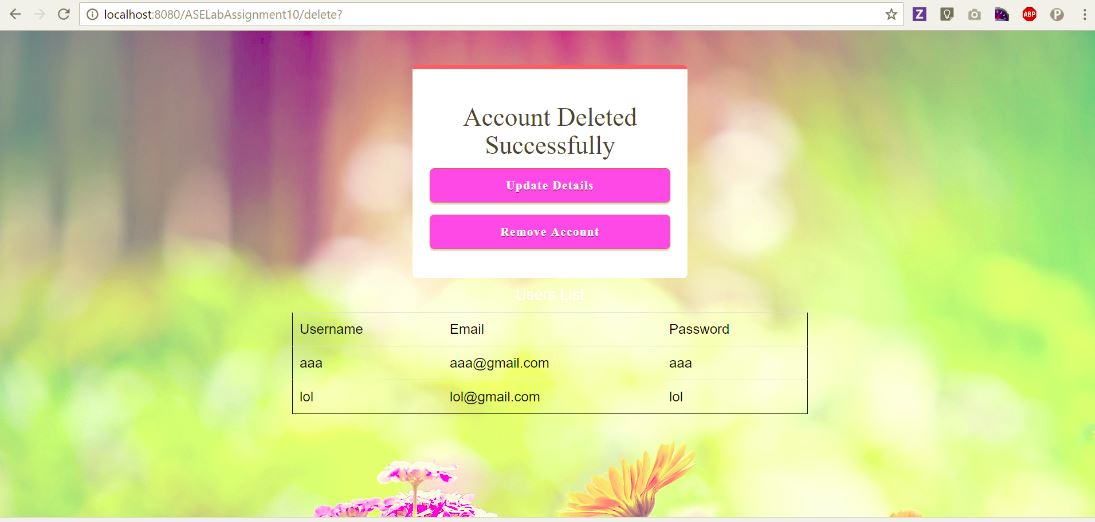 localhost:8080/ASELabAssignment10/delete?
Z
ABP
P
Account Deleted
Successfully
Update Details
Remove Account
Users List
Username Email Password
aaa aaa@gmail.com aaa
lol lol@gmail.com lol